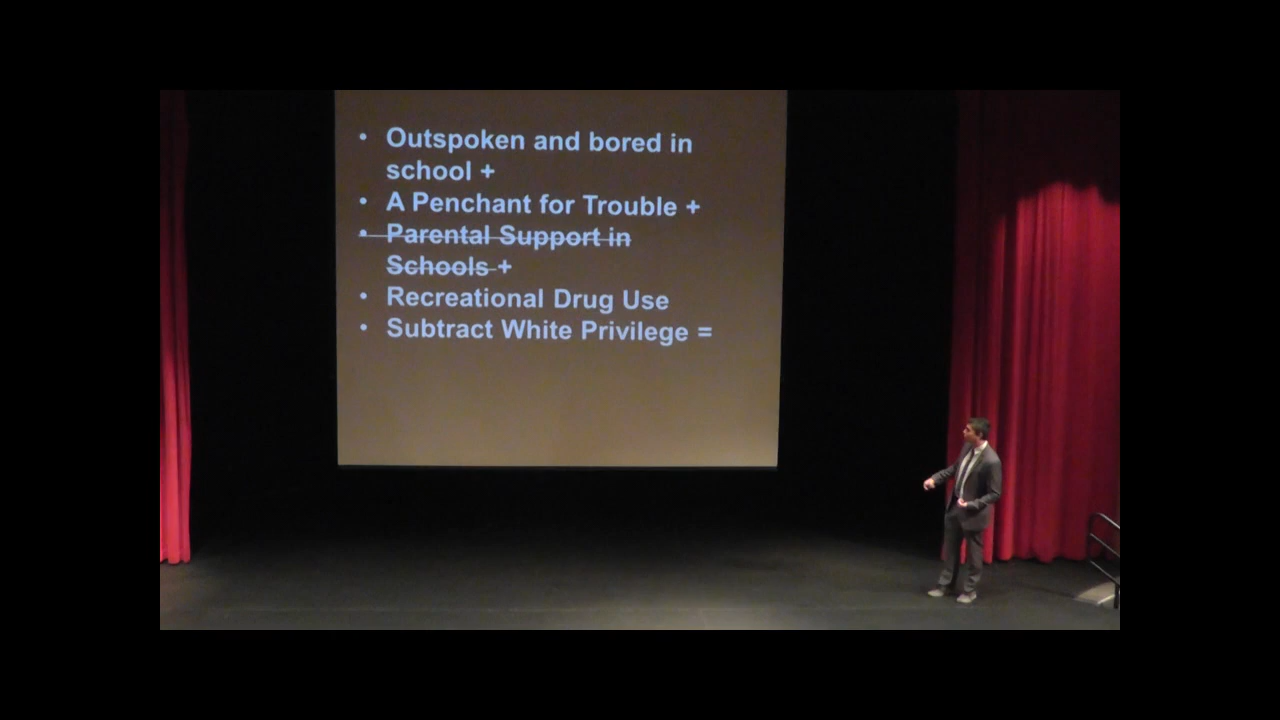 • Outspoken and bored in
school +
• A Penchant for Trouble +
• Parental Support in
Schools +
• Recreational Drug Use
• Subtract White Privilege =